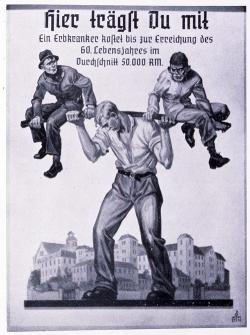 Hier trägst Du mit
Ein Erbkranker kostet bis zur Erreichung des
60. Lebensjahres im
Durchschnitt 50.000 RM.